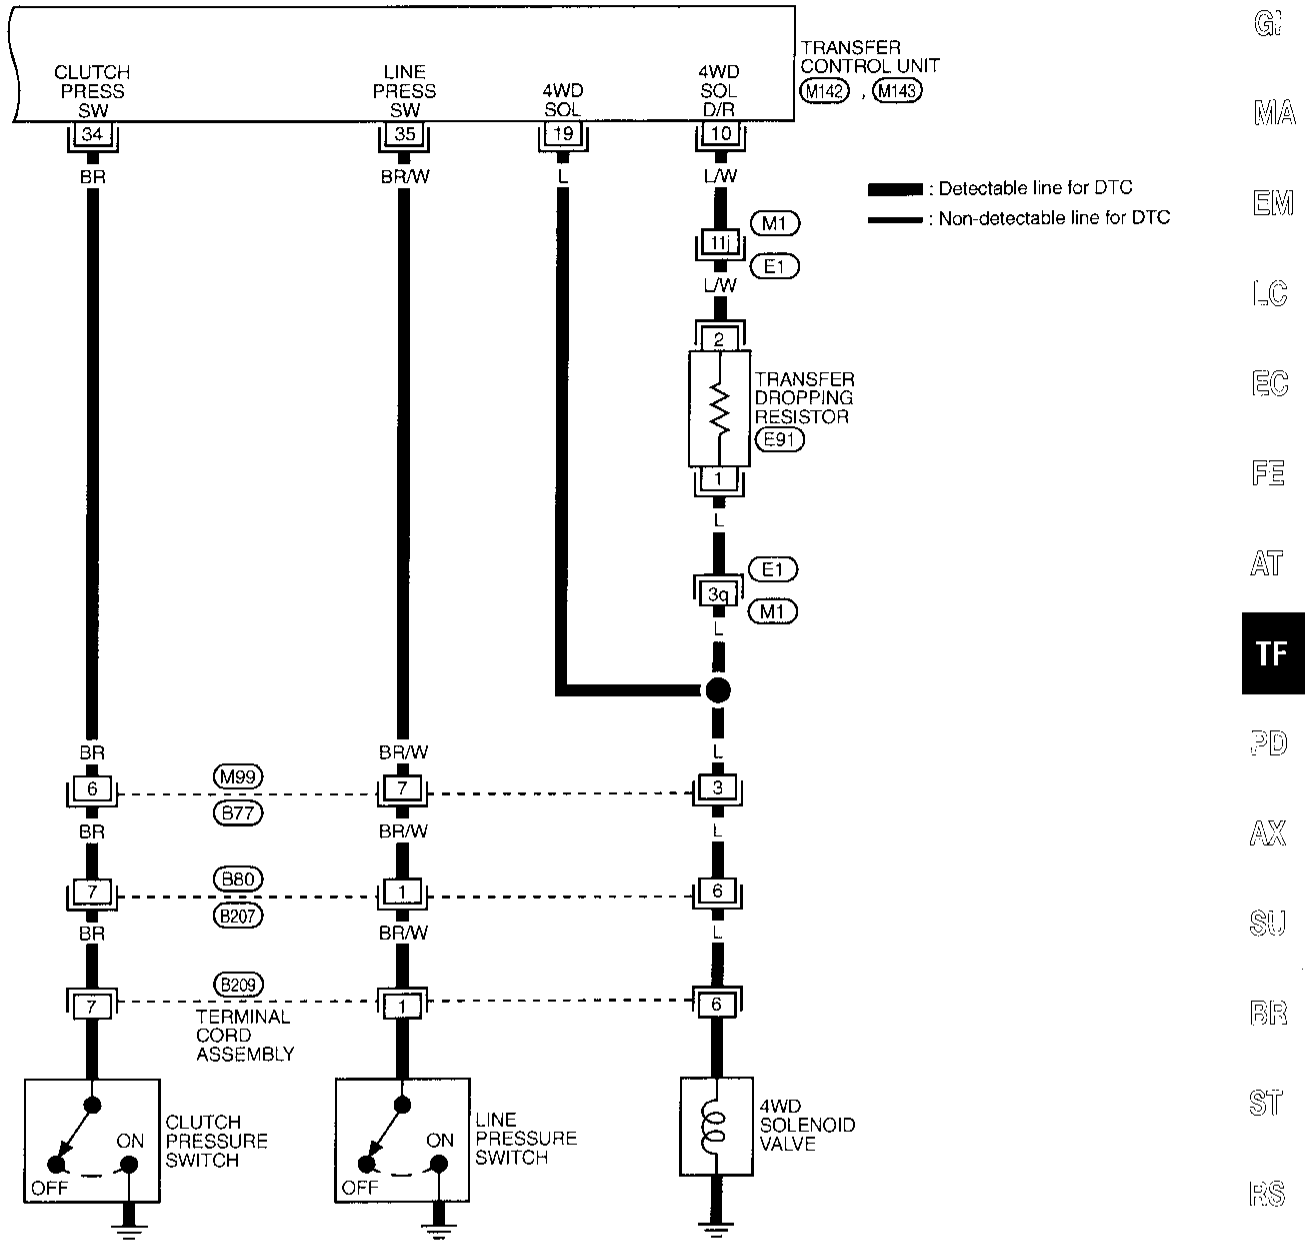 CLUTCH
PRESS
SW
LINE
PRESS
SW
4WD
SOL
4WD
SOL
D/R
TRANSFER
CONTROL UNIT
M142 , M143
34
35
19
10
BR
BR/W
L
L/W
: Detectable line for DTC
: Non-detectable line for DTC
M1
11j
E1
L/W
2
TRANSFER
DROPPING
RESISTOR
E91
1
L
E1
3q
M1
L
BR
BR/W
L
6
M99
7
3
B77
BR
BR/W
L
7
B80
1
6
B207
BR
BR/W
L
7
B209
1
6
TERMINAL
CORD
ASSEMBLY
ON
OFF
CLUTCH
PRESSURE
SWITCH
ON
OFF
LINE
PRESSURE
SWITCH
4WD
SOLENOID
VALVE
GI
MA
EM
LC
EC
FE
AT
TF
PD
AX
SU
BR
ST
RS